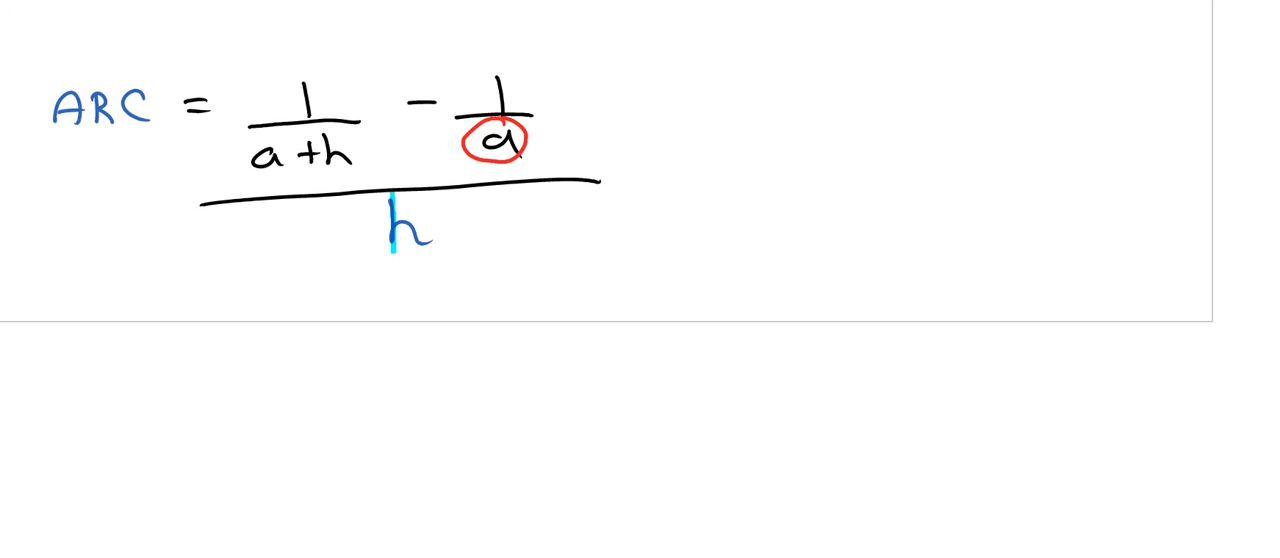 ARC = 1/(a+h) - 1/a
h